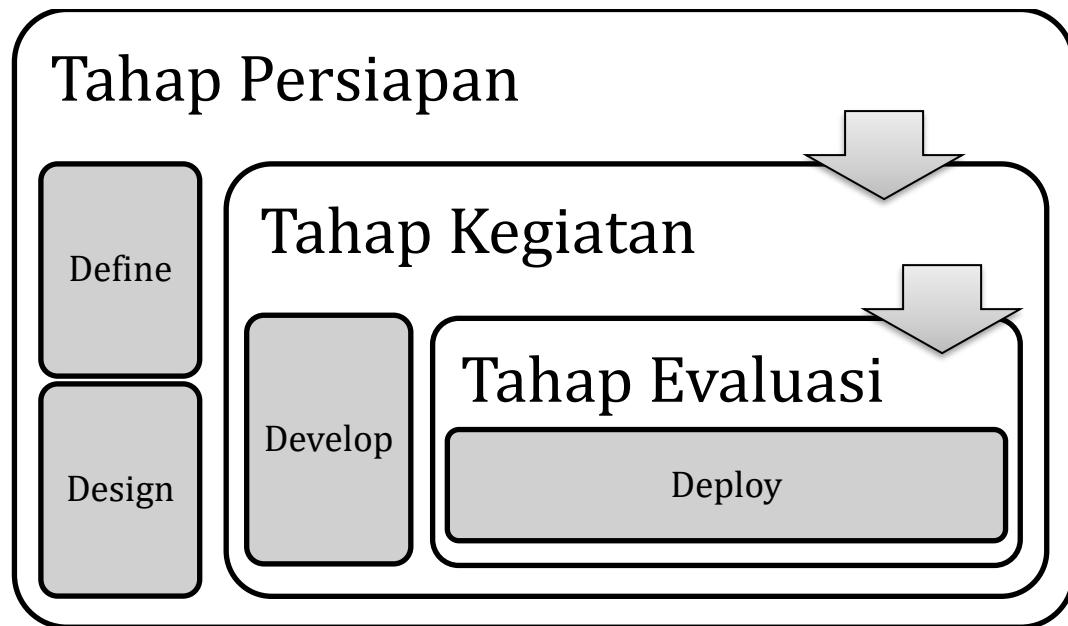 Tahap Persiapan
Define
Design
Tahap Kegiatan
Develop
Tahap Evaluasi
Deploy